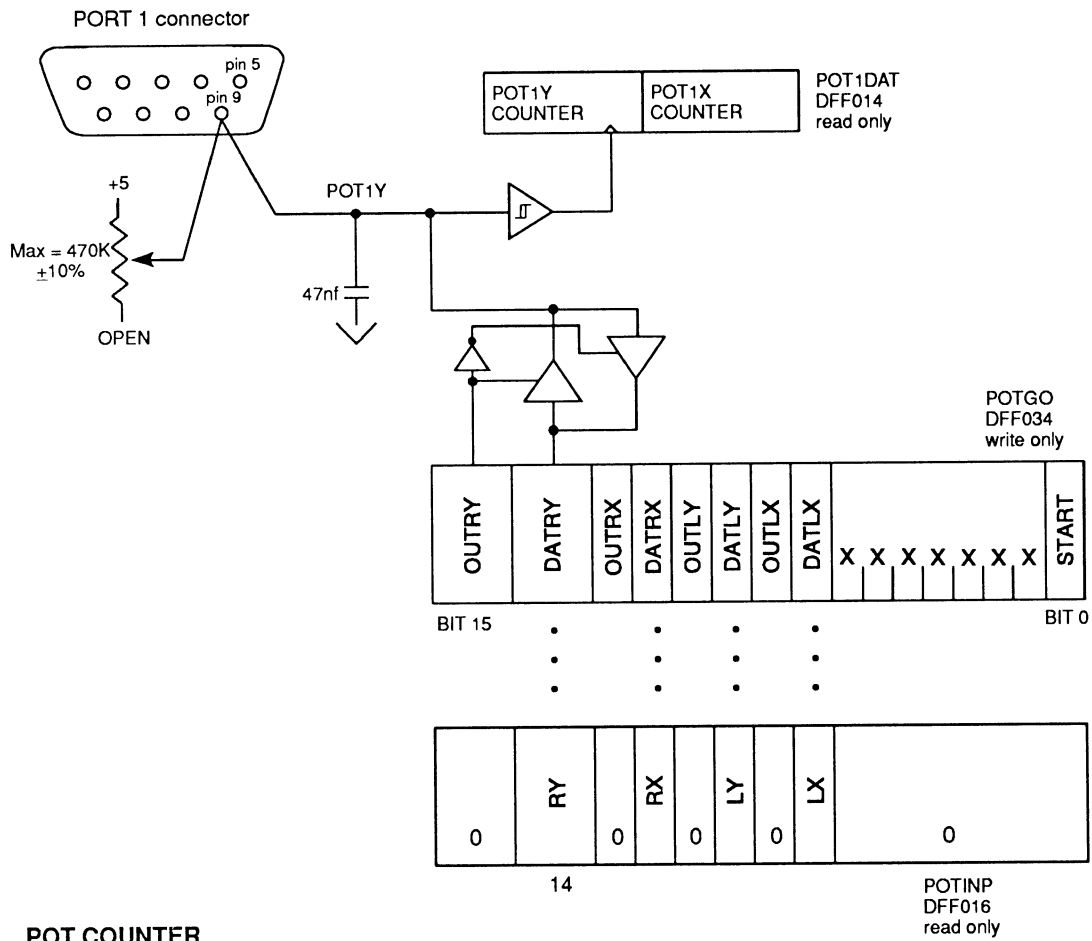 PORT 1 connector
pin 5
pin 9
POT1Y
COUNTER
POT1X
COUNTER
POT1DAT
DFF014
read only
+5
POT1Y
Max = 470K
±10%
47nf
OPEN
POTGO
DFF034
write only
OUTRY
DATRY
OUTRX
DATRX
OUTLY
DATLY
OUTLX
DATLX
X X X X X X X
START
BIT 15
BIT 0
0
RY
0
RX
0
LY
0
LX
0
14
POTINP
DFF016
read only
POT COUNTER